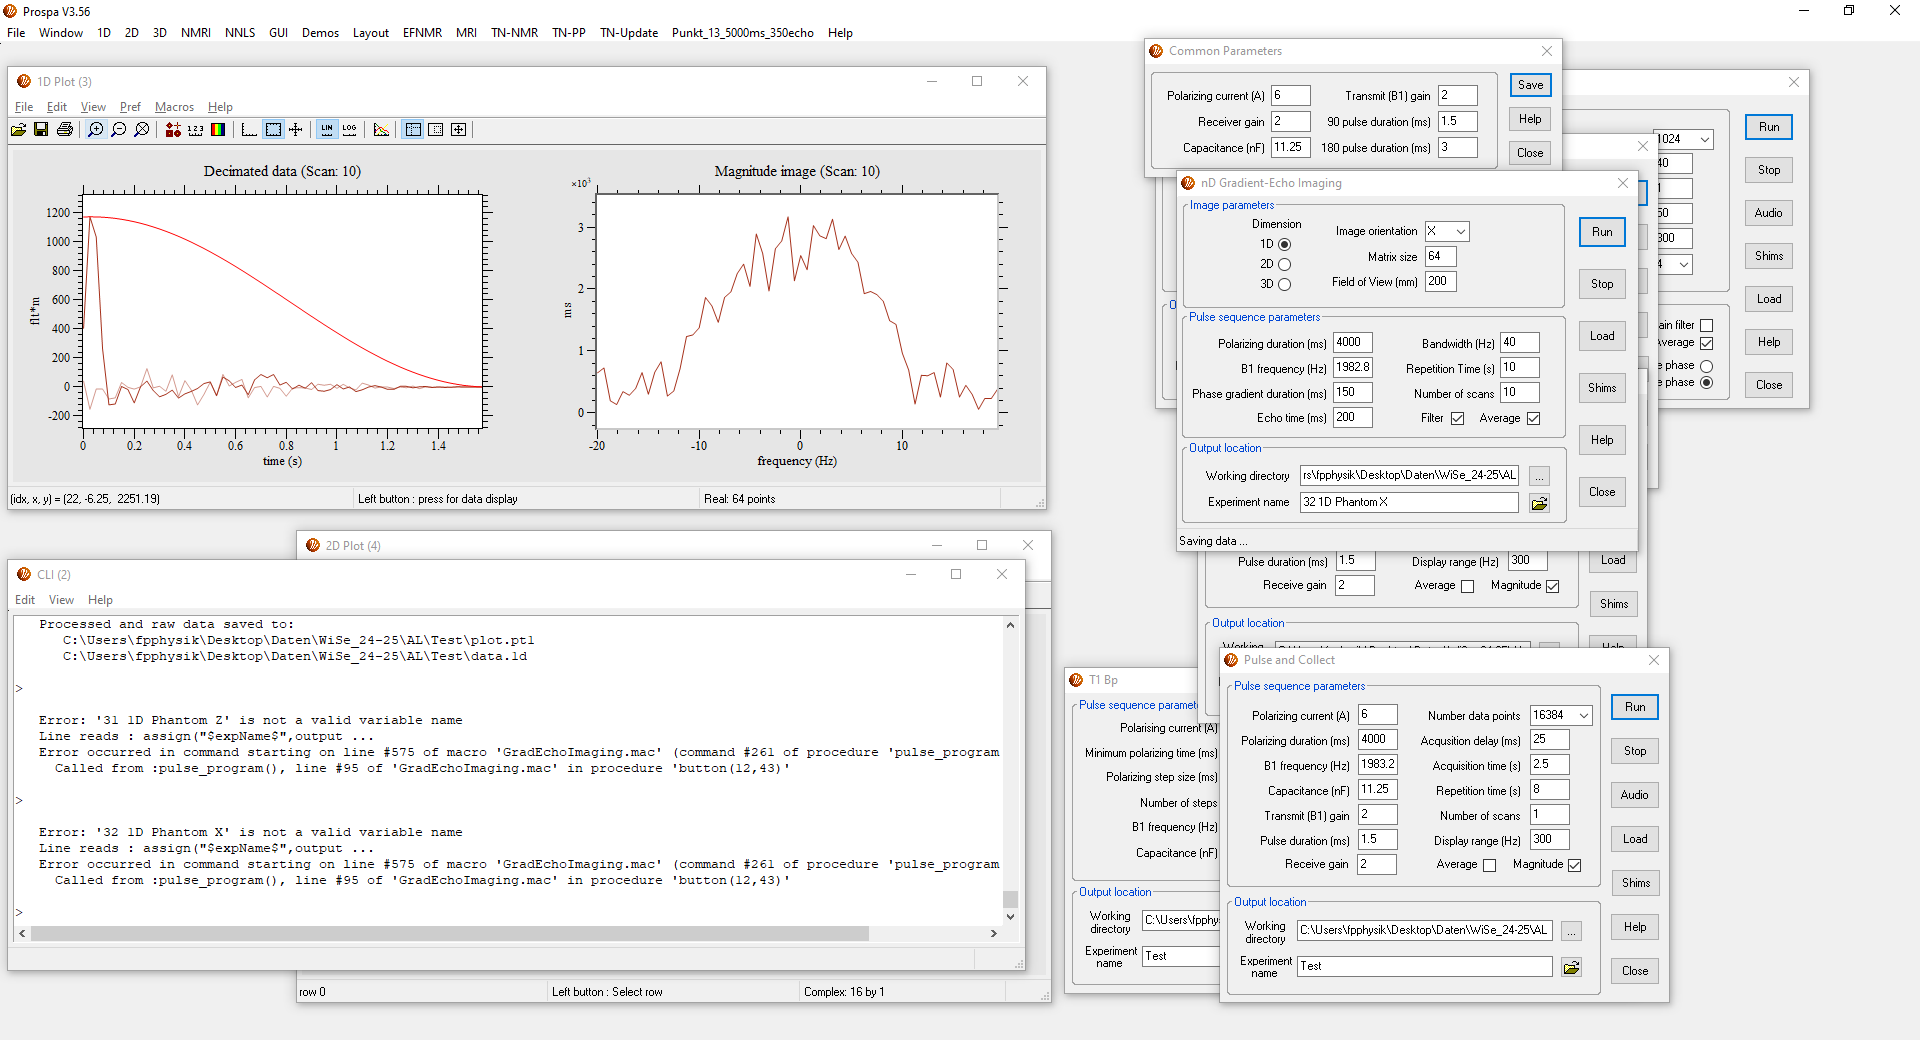 Prospa V3.56
File Window 1D 2D 3D NMRI NNLS GUI Demos Layout EFNMR MRI TN-NMR TN-PP TN-Update Punkt_13_5000ms_350echo Help
1D Plot (3)
File Edit View Pref Macros Help
1 2 3
LIN LOG
Decimated data (Scan: 10)
flt*m
1200
1000
800
600
400
200
0
-200
0 0.2 0.4 0.6 0.8 1 1.2 1.4
time (s)
Magnitude image (Scan: 10)
×10³
ms
3
2
1
0
-20 -10 0 10
frequency (Hz)
(idx, x, y) = (22, -6.25, 2251.19)
Left button : press for data display
Real: 64 points
2D Plot (4)
CLI (2)
Edit View Help
Processed and raw data saved to:
C:\Users\fpphysik\Desktop\Daten\WiSe_24-25\AL\Test\plot.pt1
C:\Users\fpphysik\Desktop\Daten\WiSe_24-25\AL\Test\data.1d
>
Error: '31 1D Phantom Z' is not a valid variable name
Line reads : assign("$expName$",output ...
Error occurred in command starting on line #575 of macro 'GradEchoImaging.mac' (command #261 of procedure 'pulse_program
Called from :pulse_program(), line #95 of 'GradEchoImaging.mac' in procedure 'button(12,43)'
>
Error: '32 1D Phantom X' is not a valid variable name
Line reads : assign("$expName$",output ...
Error occurred in command starting on line #575 of macro 'GradEchoImaging.mac' (command #261 of procedure 'pulse_program
Called from :pulse_program(), line #95 of 'GradEchoImaging.mac' in procedure 'button(12,43)'
>
row 0
Left button : Select row
Complex: 16 by 1
Common Parameters
Polarizing current (A) 6
Transmit (B1) gain 2
Receiver gain 2
90 pulse duration (ms) 1.5
Capacitance (nF) 11.25
180 pulse duration (ms) 3
Save
Help
Close
1024
40
1
50
300
4
ain filter
Average
e phase
e phase
Run
Stop
Audio
Shims
Load
Help
Close
nD Gradient-Echo Imaging
Image parameters
Dimension
1D
2D
3D
Image orientation X
Matrix size 64
Field of View (mm) 200
Pulse sequence parameters
Polarizing duration (ms) 4000
Bandwidth (Hz) 40
B1 frequency (Hz) 1982.8
Repetition Time (s) 10
Phase gradient duration (ms) 150
Number of scans 10
Echo time (ms) 200
Filter
Average
Output location
Working directory rs\fpphysik\Desktop\Daten\WiSe_24-25\AL
...
Experiment name 32 1D Phantom X
Saving data ...
Run
Stop
Load
Shims
Help
Close
Pulse duration (ms) 1.5
Display range (Hz) 300
Receive gain 2
Average
Magnitude
Output location
Load
Shims
T1 Bp
Pulse sequence paramete
Polarising current (A)
Minimum polarizing time (ms)
Polarizing step size (ms)
Number of steps
B1 frequency (Hz)
Capacitance (nF)
Output location
Working directory C:\Users\fpphys
Experiment name Test
Pulse and Collect
Pulse sequence parameters
Polarizing current (A) 6
Number data points 16384
Polarizing duration (ms) 4000
Acqusition delay (ms) 25
B1 frequency (Hz) 1983.2
Acquisition time (s) 2.5
Capacitance (nF) 11.25
Repetition time (s) 8
Transmit (B1) gain 2
Number of scans 1
Pulse duration (ms) 1.5
Display range (Hz) 300
Receive gain 2
Average
Magnitude
Output location
Working directory C:\Users\fpphysik\Desktop\Daten\WiSe_24-25\AL
...
Experiment name Test
Run
Stop
Audio
Load
Shims
Help
Close